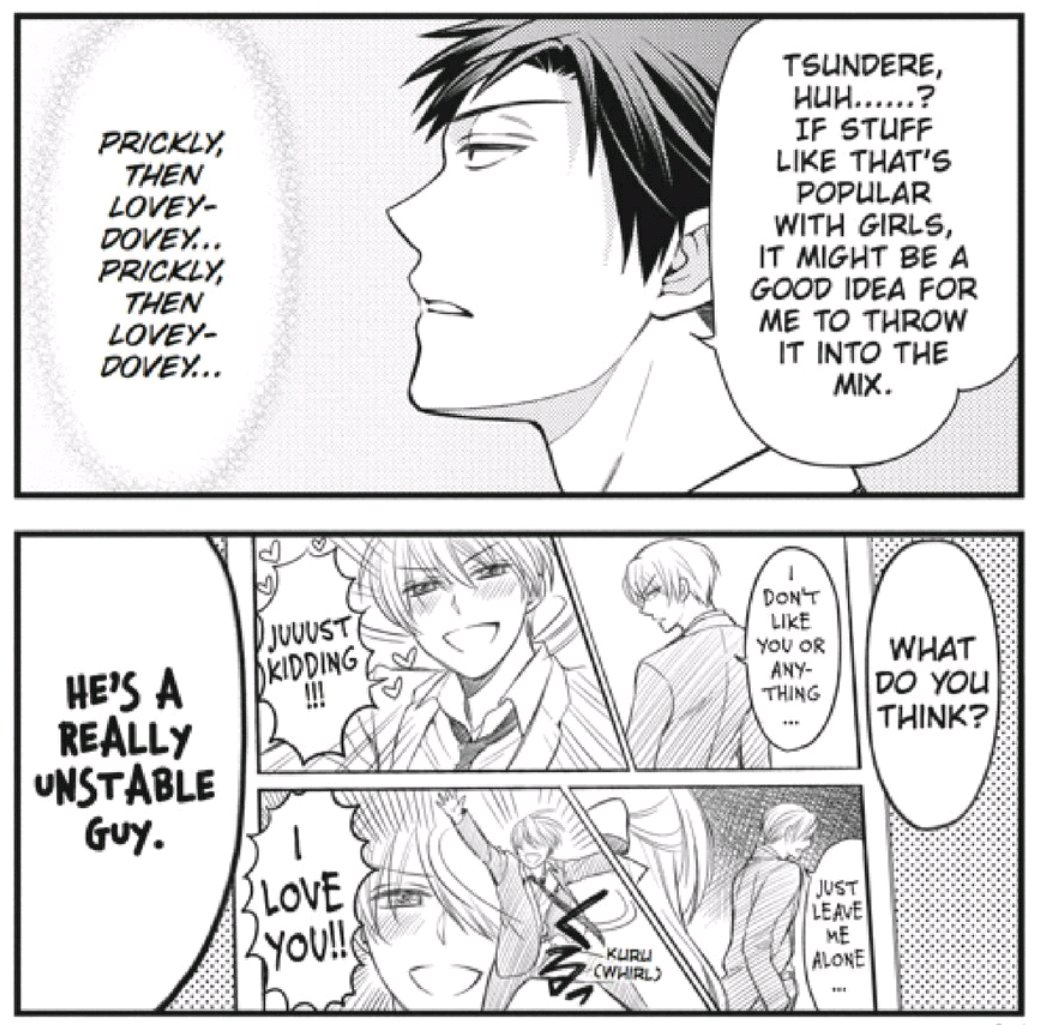 TSUNDERE,
HUH......?
IF STUFF
LIKE THAT'S
POPULAR
WITH GIRLS,
IT MIGHT BE A
GOOD IDEA FOR
ME TO THROW
IT INTO THE
MIX.
PRICKLY,
THEN
LOVEY-
DOVEY...
PRICKLY,
THEN
LOVEY-
DOVEY...
WHAT
DO YOU
THINK?
I
DON'T
LIKE
YOU OR
ANY-
THING
...
JUUUST
KIDDING
!!!
JUST
LEAVE
ME
ALONE
...
KURU
(WHIRL)
I
LOVE
YOU!!
HE'S A
REALLY
UNSTABLE
GUY.